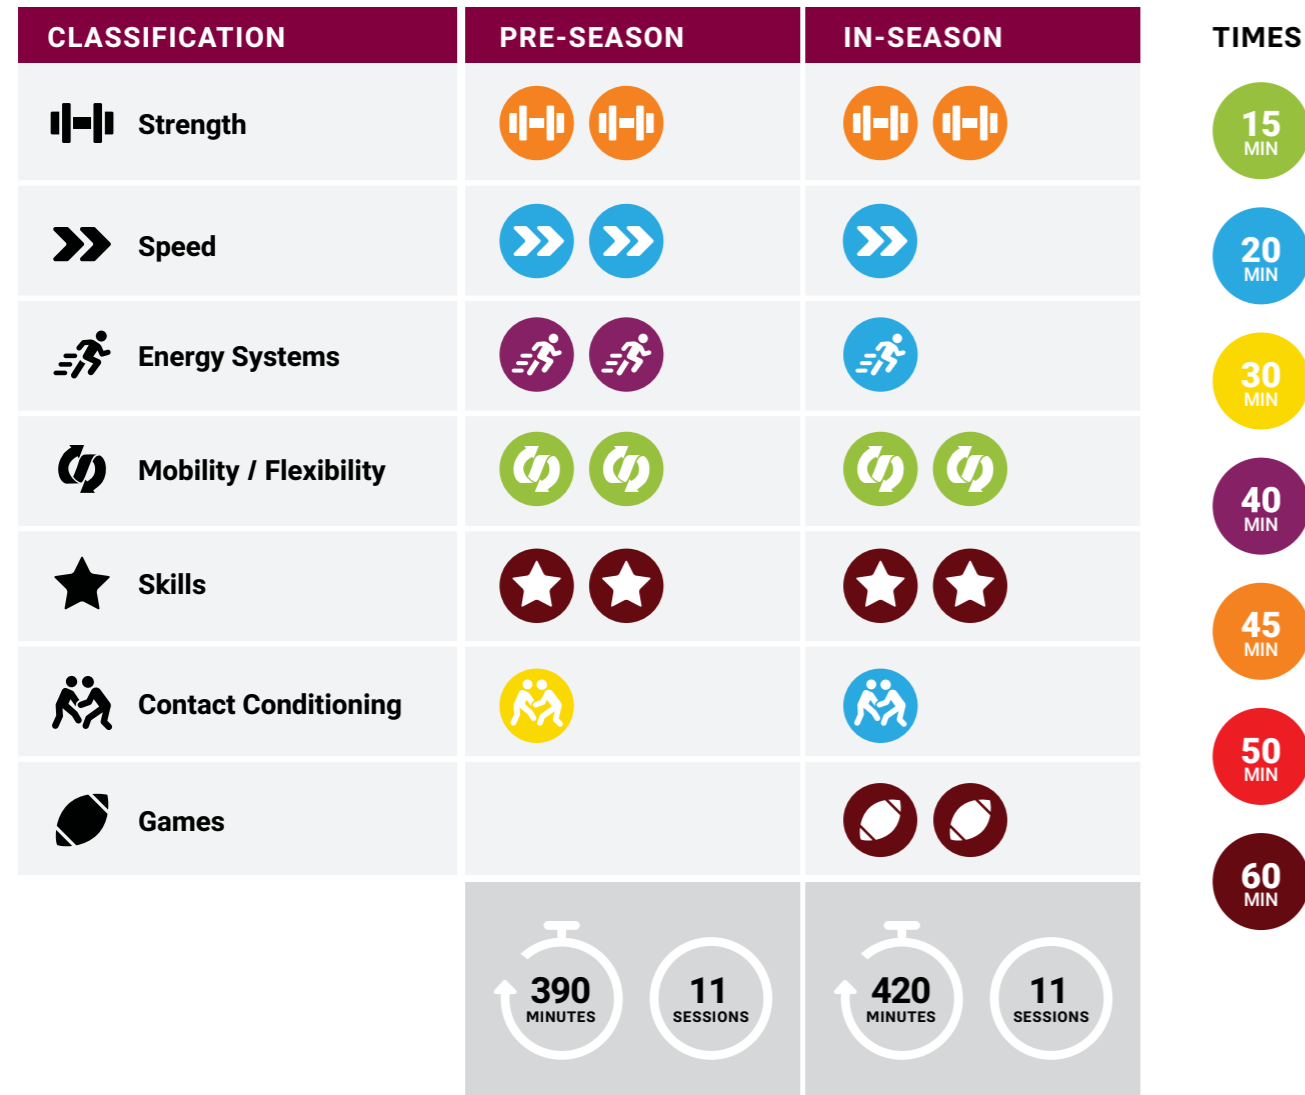 CLASSIFICATION PRE-SEASON IN-SEASON TIMES
Strength
Speed
Energy Systems
Mobility / Flexibility
Skills
Contact Conditioning
Games
390
MINUTES
11
SESSIONS
420
MINUTES
11
SESSIONS
15
MIN
20
MIN
30
MIN
40
MIN
45
MIN
50
MIN
60
MIN